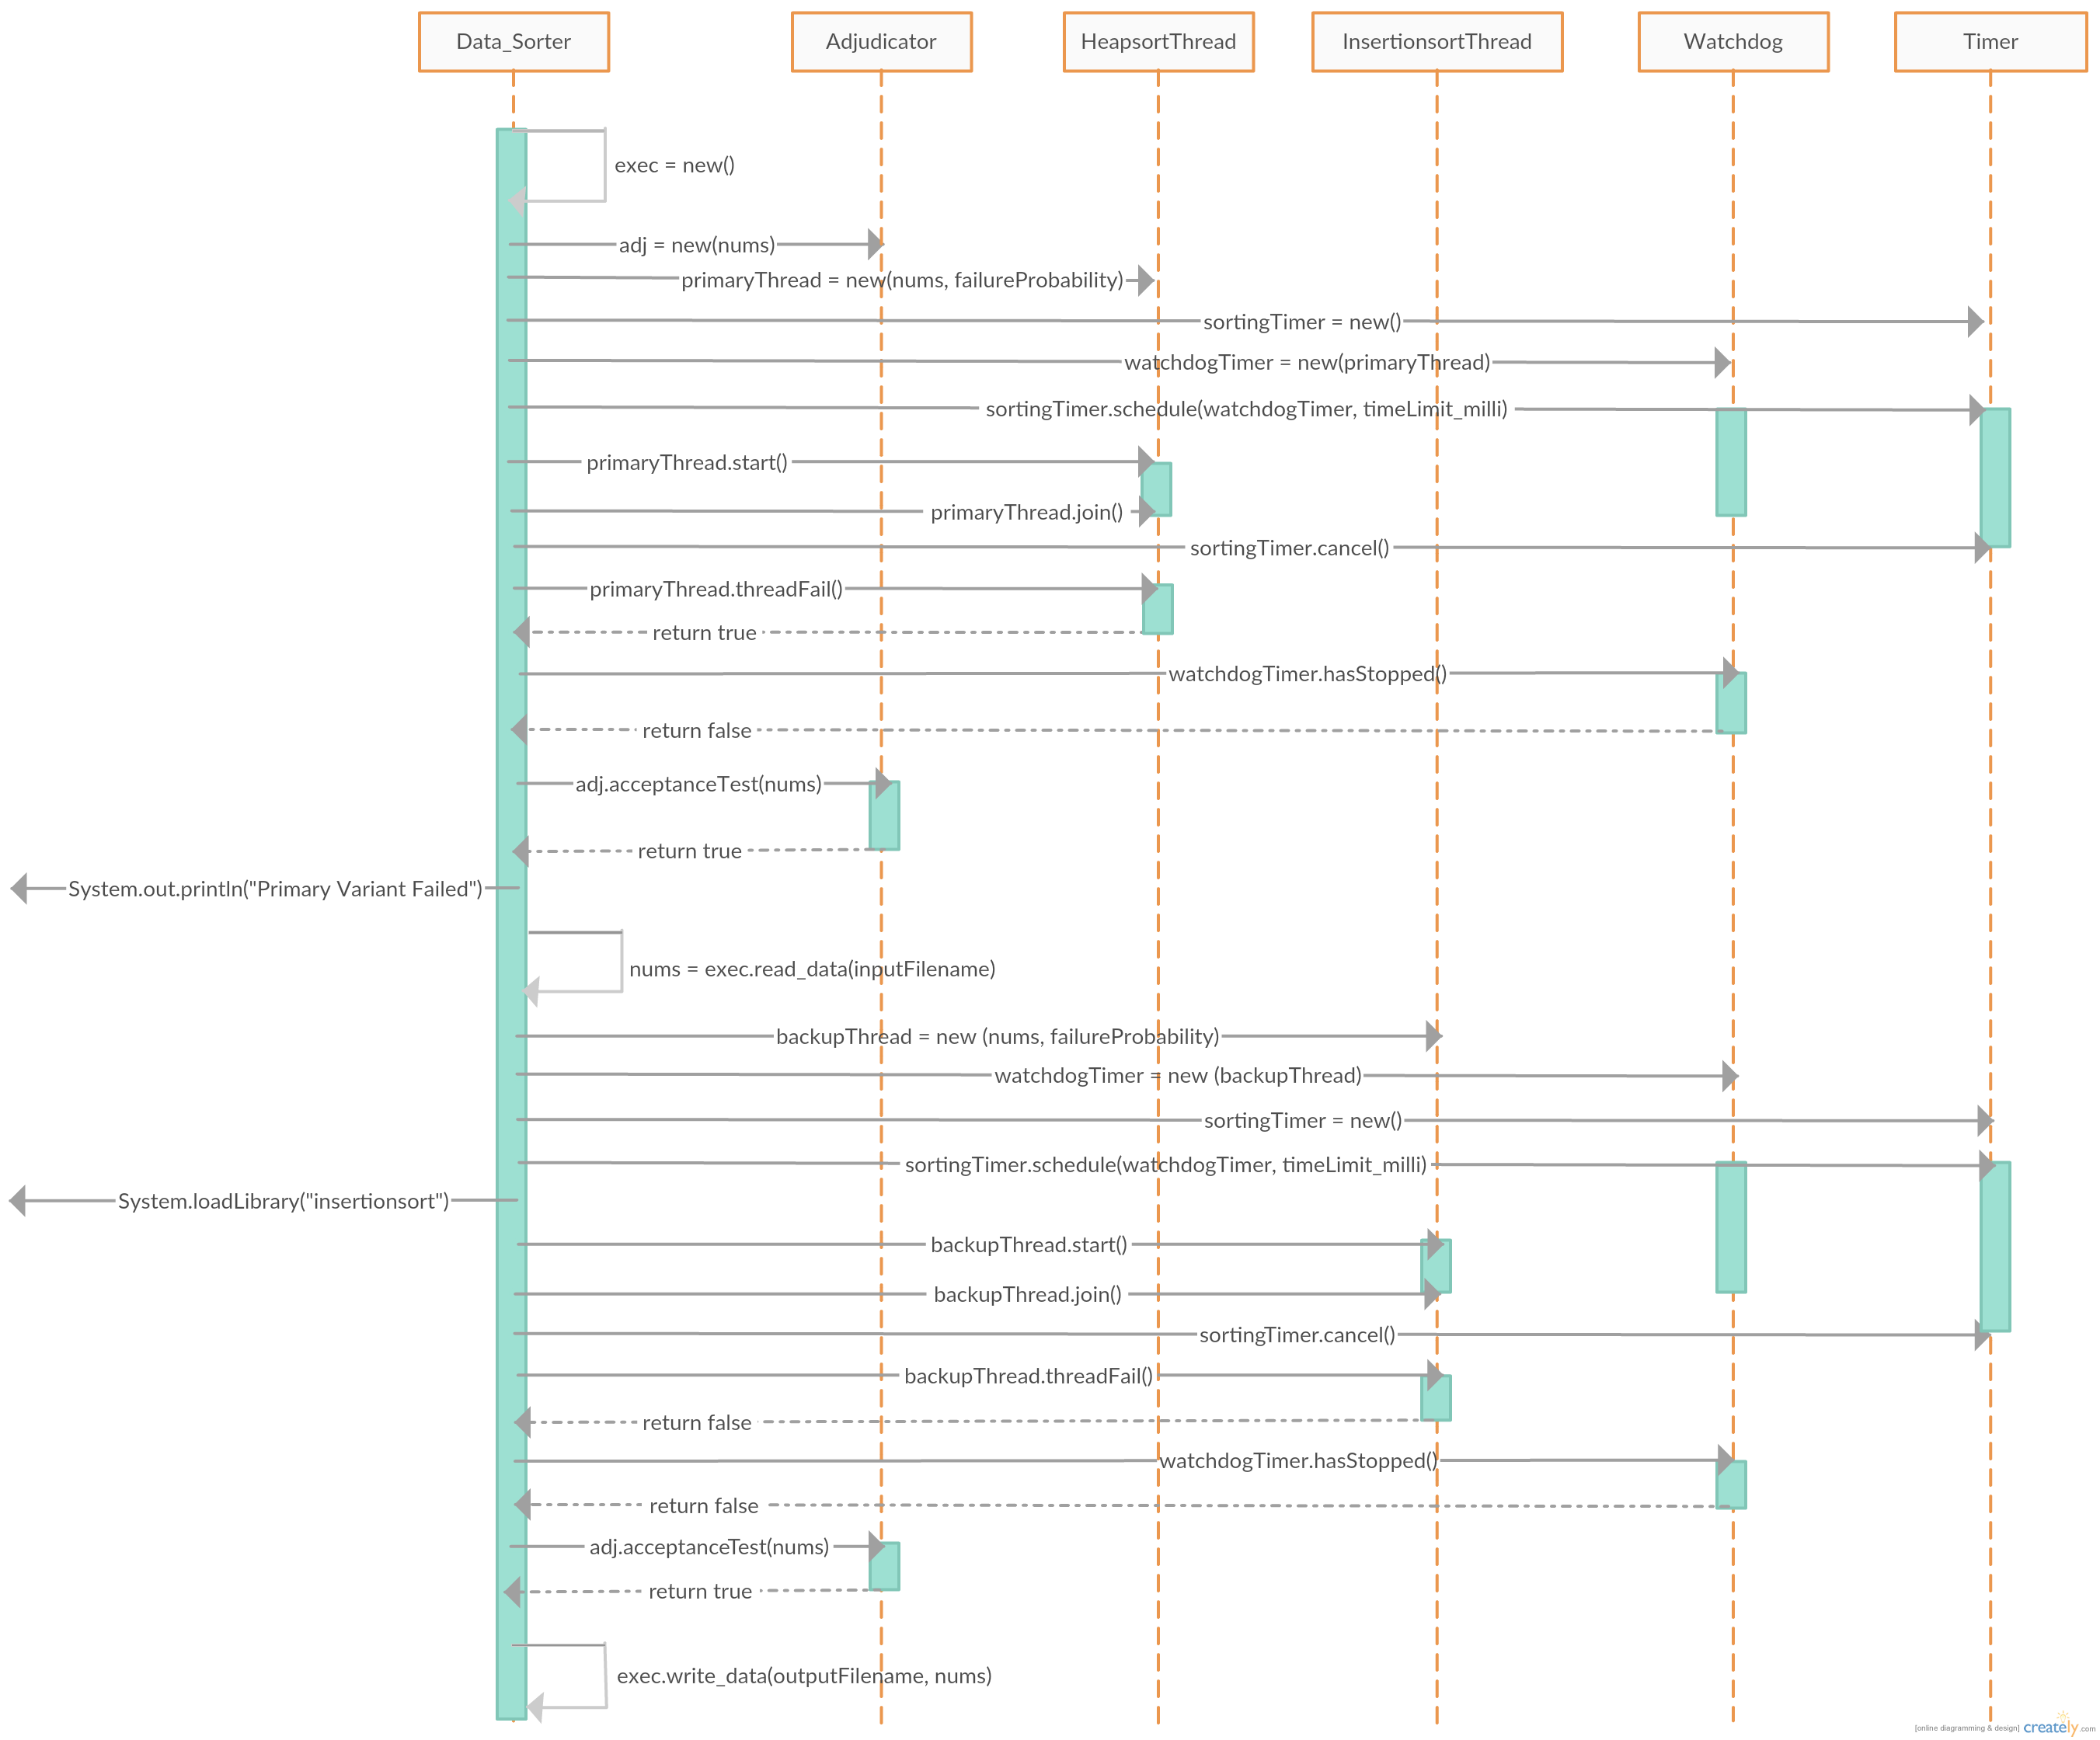 Data_Sorter
Adjudicator
HeapsortThread
InsertionsortThread
Watchdog
Timer
exec = new()
adj = new(nums)
primaryThread = new(nums, failureProbability)
sortingTimer = new()
watchdogTimer = new(primaryThread)
sortingTimer.schedule(watchdogTimer, timeLimit_milli)
primaryThread.start()
primaryThread.join()
sortingTimer.cancel()
primaryThread.threadFail()
return true
watchdogTimer.hasStopped()
return false
adj.acceptanceTest(nums)
return true
System.out.println("Primary Variant Failed")
nums = exec.read_data(inputFilename)
backupThread = new (nums, failureProbability)
watchdogTimer = new (backupThread)
sortingTimer = new()
sortingTimer.schedule(watchdogTimer, timeLimit_milli)
System.loadLibrary("insertionsort")
backupThread.start()
backupThread.join()
sortingTimer.cancel()
backupThread.threadFail()
return false
watchdogTimer.hasStopped()
return false
adj.acceptanceTest(nums)
return true
exec.write_data(outputFilename, nums)
[online diagramming & design] creately.com